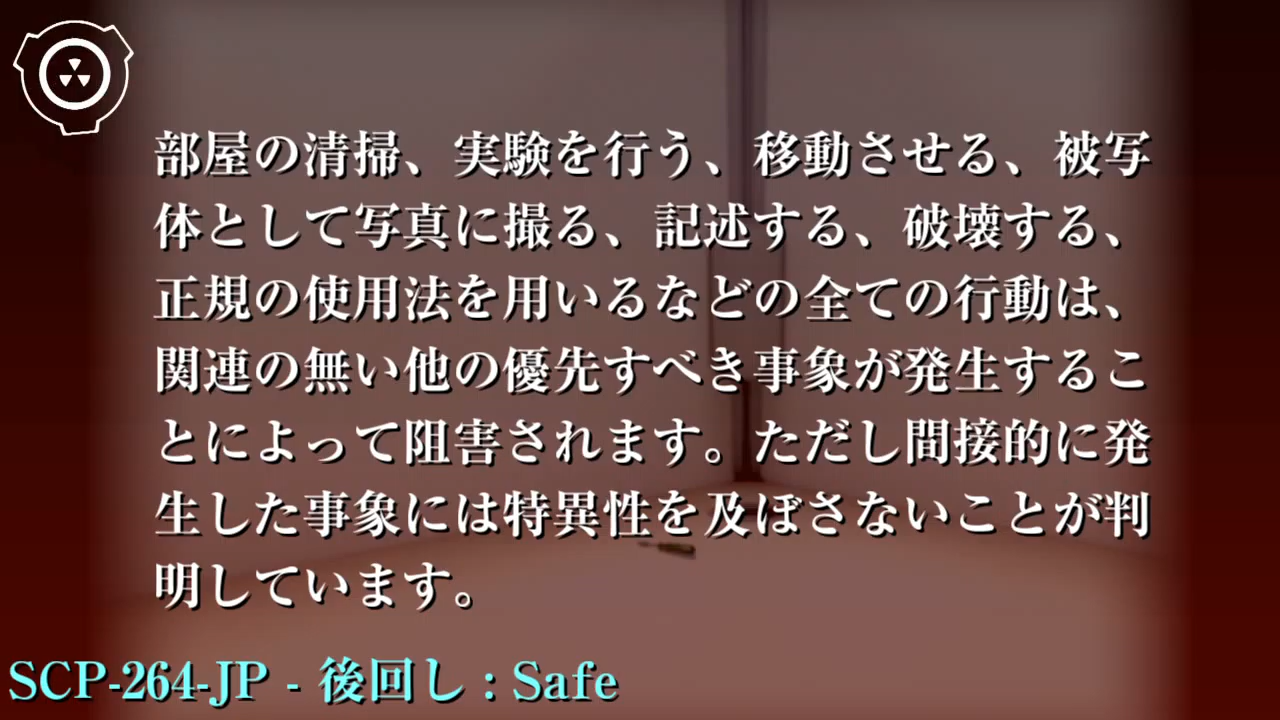 部屋の清掃、実験を行う、移動させる、被写
体として写真に撮る、記述する、破壊する、
正規の使用法を用いるなどの全ての行動は、
関連の無い他の優先すべき事象が発生するこ
とによって阻害されます。ただし間接的に発
生した事象には特異性を及ぼさないことが判
明しています。
SCP-264-JP - 後回し : Safe